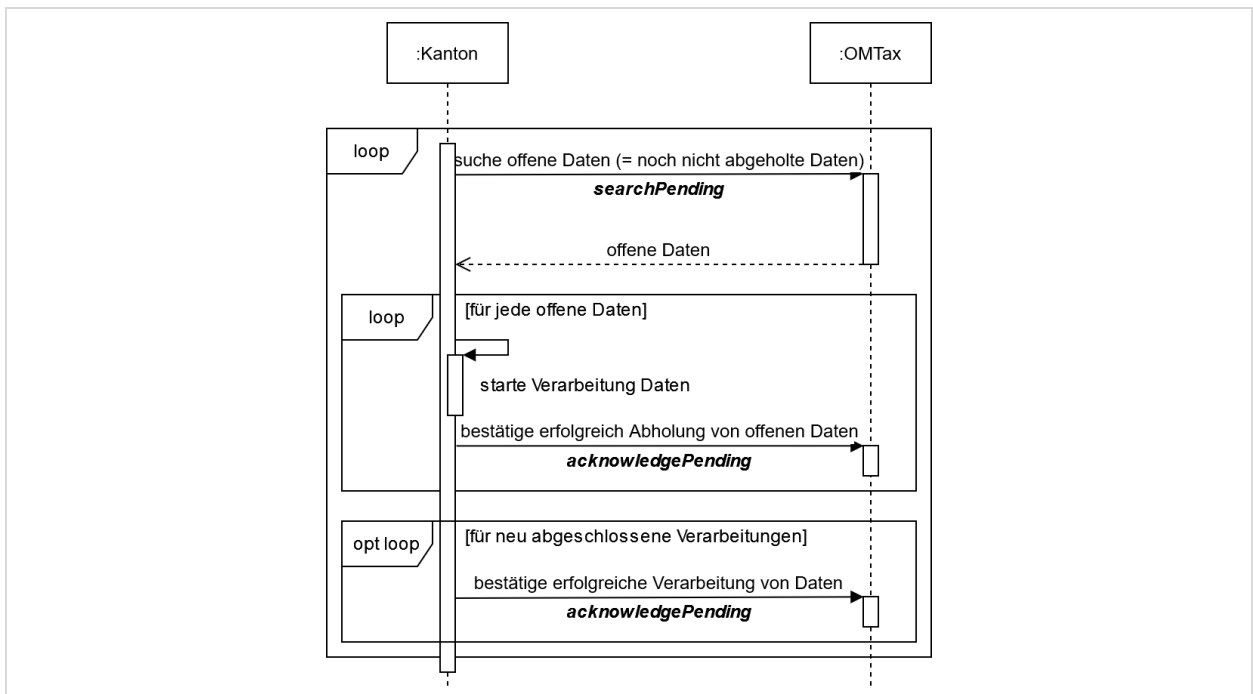 :Kanton
:OMTax
loop
suche offene Daten (= noch nicht abgeholte Daten)
searchPending
offene Daten
loop
[für jede offene Daten]
starte Verarbeitung Daten
bestätige erfolgreich Abholung von offenen Daten
acknowledgePending
opt loop
[für neu abgeschlossene Verarbeitungen]
bestätige erfolgreiche Verarbeitung von Daten
acknowledgePending